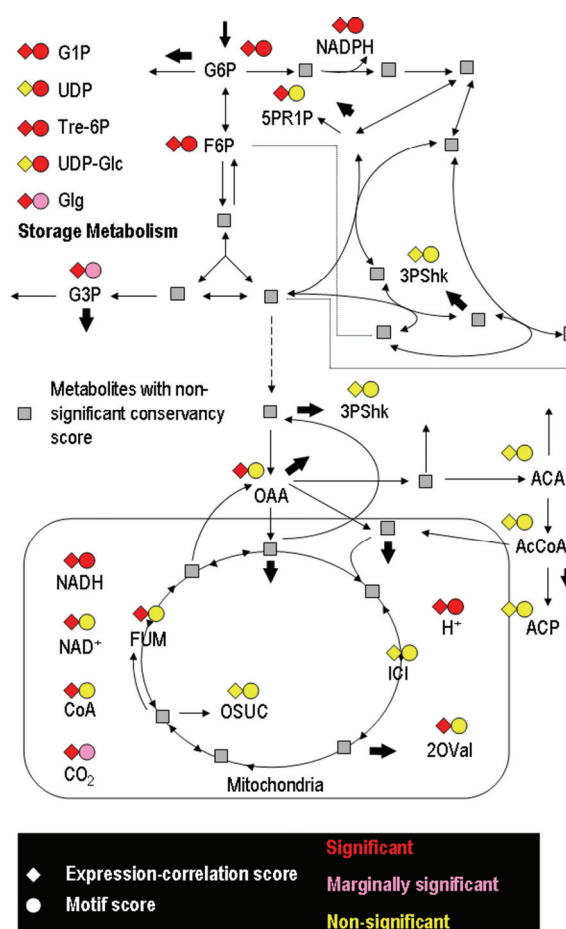 G1P
UDP
Tre-6P
UDP-Glc
Glg
Storage Metabolism
NADPH
G6P
5PR1P
F6P
3PShk
G3P
Metabolites with non-
significant conservancy
score
3PShk
OAA
ACA
AcCoA
ACP
NADH
NAD+
CoA
CO2
FUM
H+
ICI
OSUC
2OVal
Mitochondria
Expression-correlation score
Motif score
Significant
Marginally significant
Non-significant